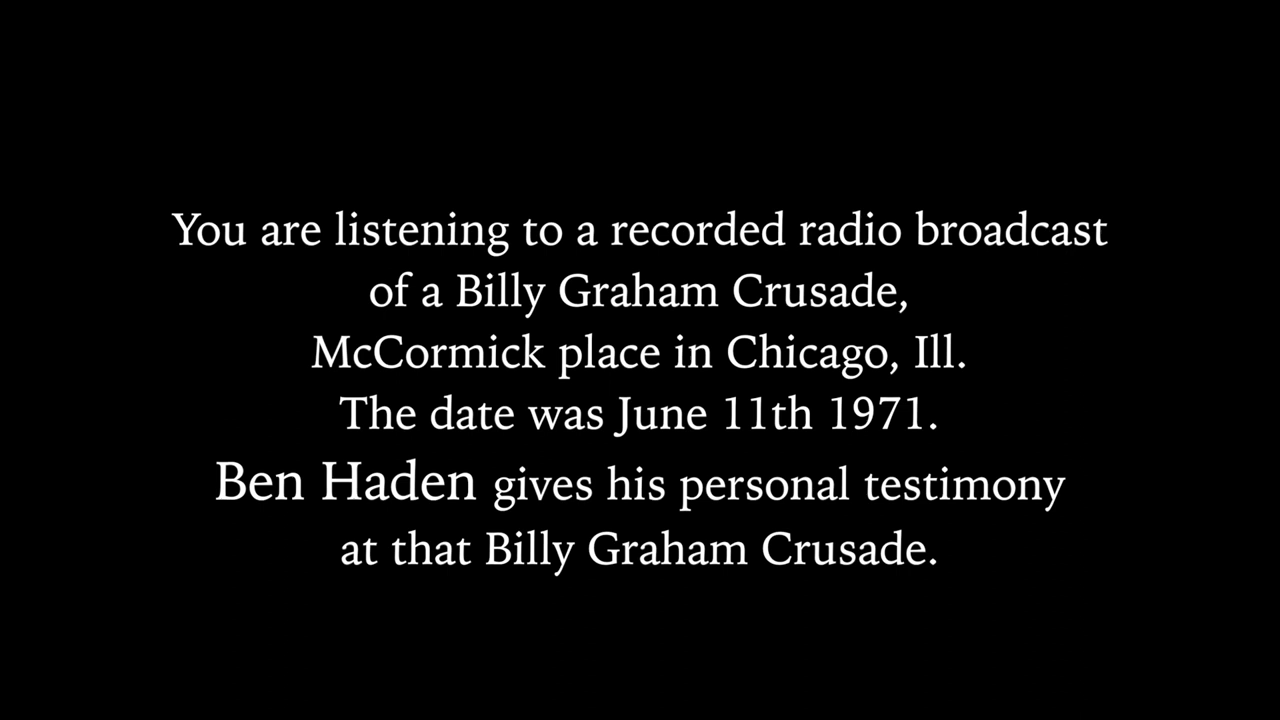 You are listening to a recorded radio broadcast
of a Billy Graham Crusade,
McCormick place in Chicago, Ill.
The date was June 11th 1971.
Ben Haden gives his personal testimony
at that Billy Graham Crusade.